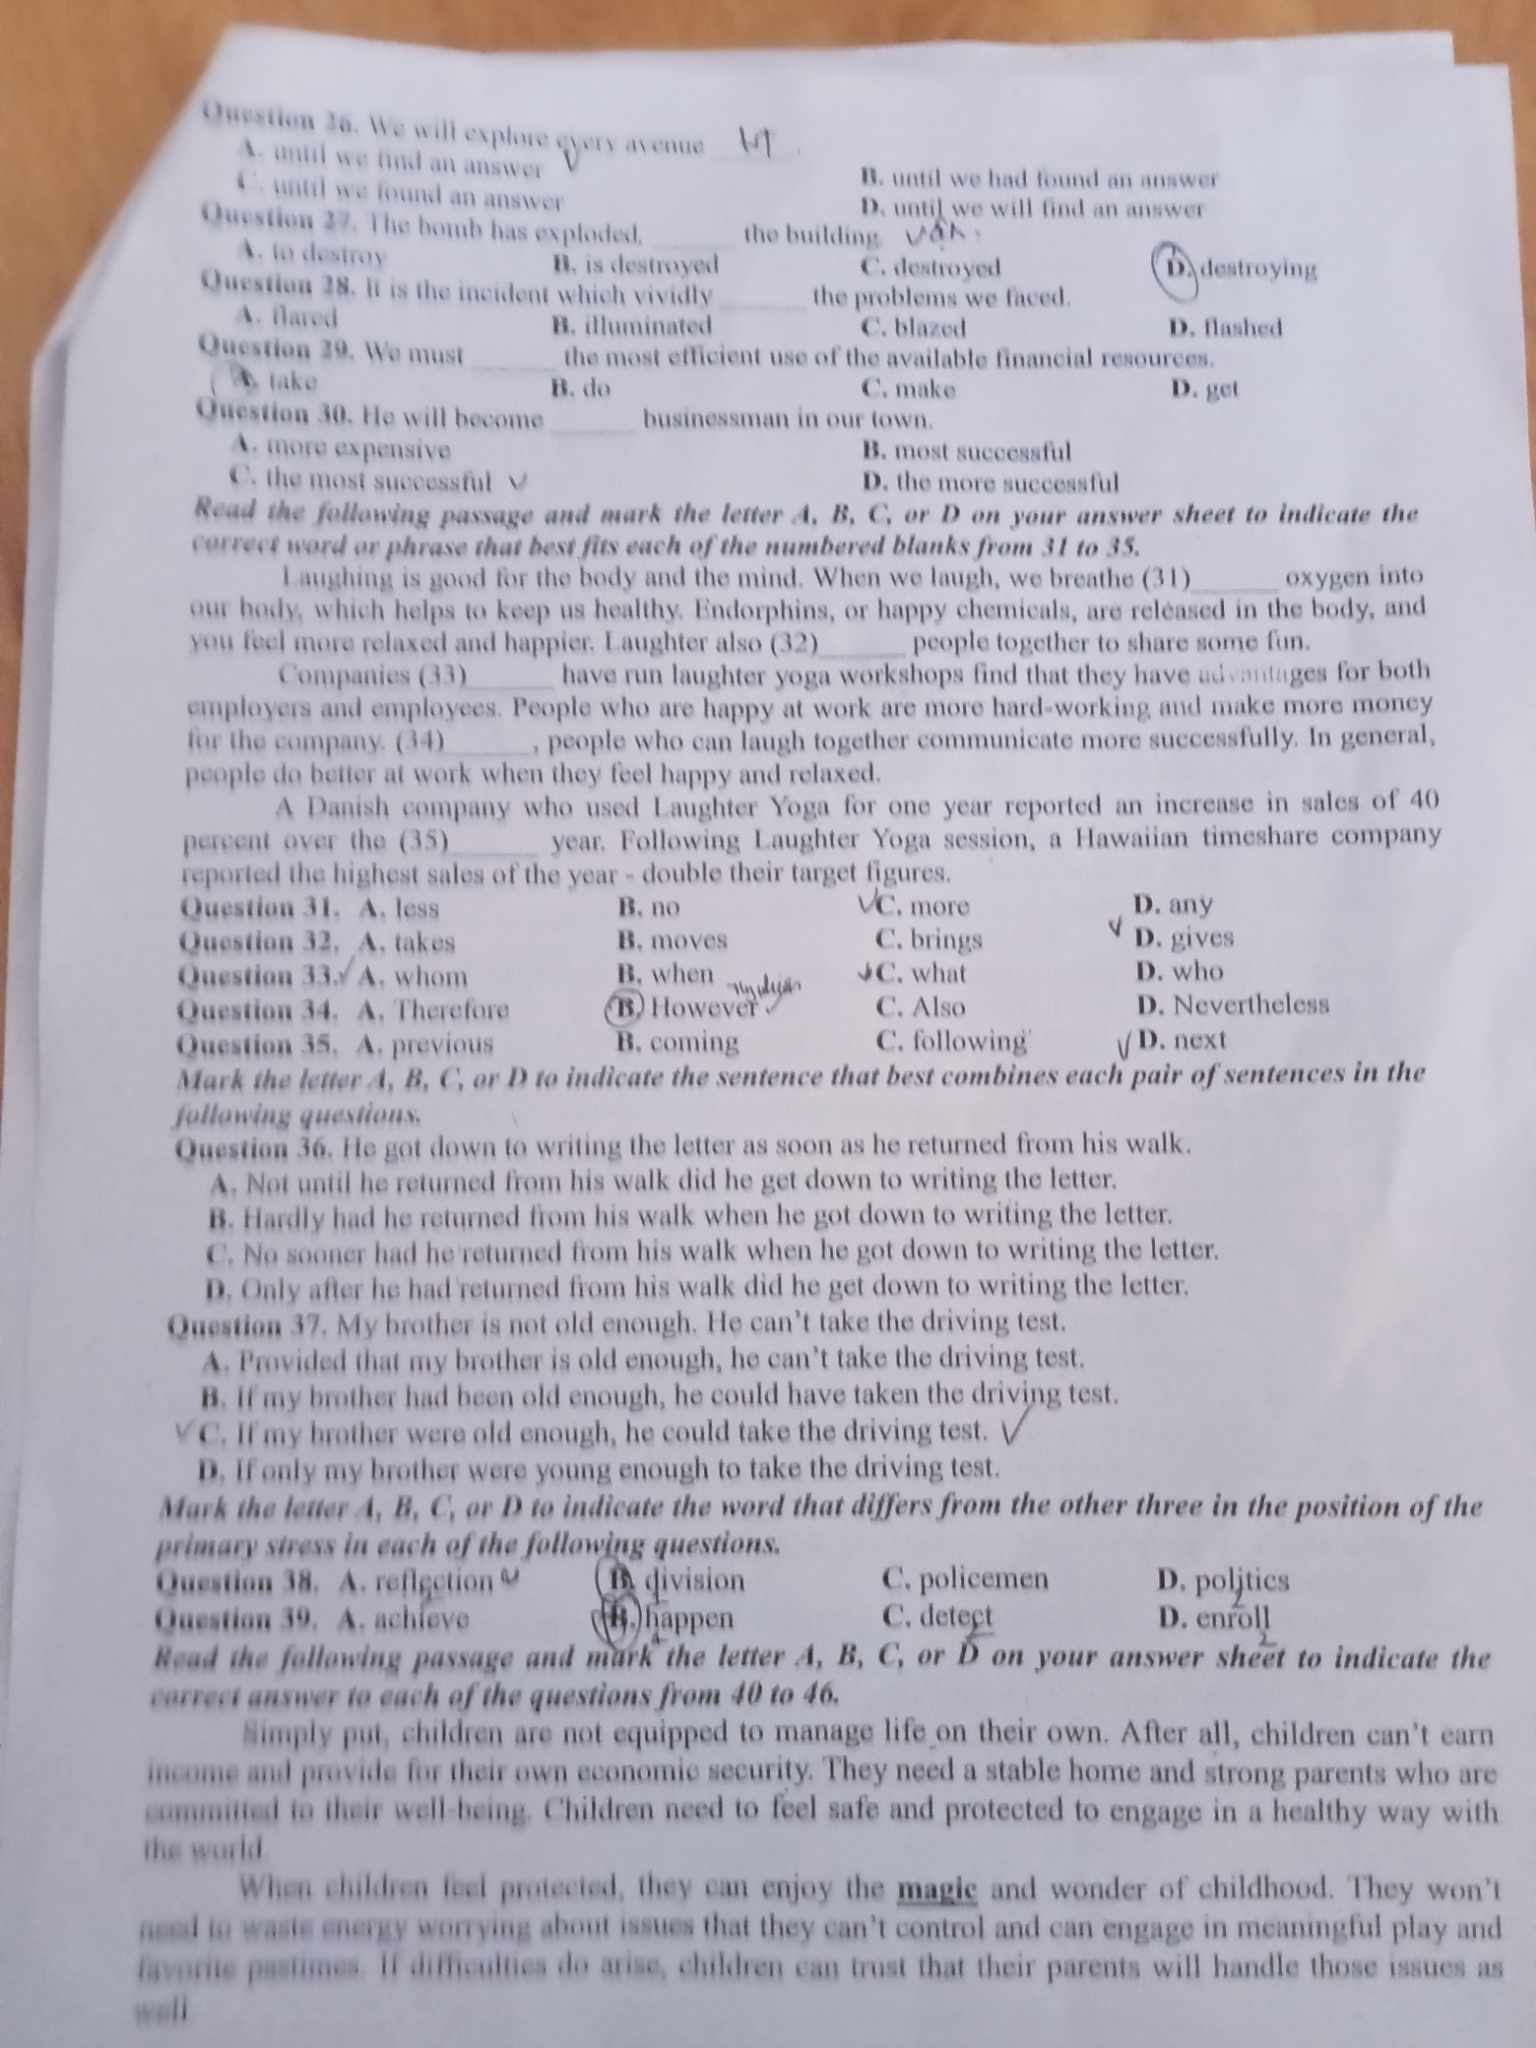 Question 26. We will explore every avenue ______.
A. until we find an answer
B. until we had found an answer
C. until we found an answer
D. until we will find an answer
Question 27. The bomb has exploded, ______ the building.
A. to destroy B. is destroyed C. destroyed D. destroying
Question 28. It is the incident which vividly ______ the problems we faced.
A. flared B. illuminated C. blazed D. flashed
Question 29. We must ______ the most efficient use of the available financial resources.
A. take B. do C. make D. get
Question 30. He will become ______ businessman in our town.
A. more expensive B. most successful
C. the most successful D. the more successful
Read the following passage and mark the letter A, B, C, or D on your answer sheet to indicate the
correct word or phrase that best fits each of the numbered blanks from 31 to 35.
Laughing is good for the body and the mind. When we laugh, we breathe (31)______ oxygen into
our body, which helps to keep us healthy. Endorphins, or happy chemicals, are released in the body, and
you feel more relaxed and happier. Laughter also (32)______ people together to share some fun.
Companies (33)______ have run laughter yoga workshops find that they have advantages for both
employers and employees. People who are happy at work are more hard-working and make more money
for the company. (34)______, people who can laugh together communicate more successfully. In general,
people do better at work when they feel happy and relaxed.
A Danish company who used Laughter Yoga for one year reported an increase in sales of 40
percent over the (35)______ year. Following Laughter Yoga session, a Hawaiian timeshare company
reported the highest sales of the year - double their target figures.
Question 31. A. less B. no C. more D. any
Question 32. A. takes B. moves C. brings D. gives
Question 33. A. whom B. when C. what D. who
Question 34. A. Therefore B. However C. Also D. Nevertheless
Question 35. A. previous B. coming C. following D. next
Mark the letter A, B, C, or D to indicate the sentence that best combines each pair of sentences in the
following questions.
Question 36. He got down to writing the letter as soon as he returned from his walk.
A. Not until he returned from his walk did he get down to writing the letter.
B. Hardly had he returned from his walk when he got down to writing the letter.
C. No sooner had he returned from his walk when he got down to writing the letter.
D. Only after he had returned from his walk did he get down to writing the letter.
Question 37. My brother is not old enough. He can't take the driving test.
A. Provided that my brother is old enough, he can't take the driving test.
B. If my brother had been old enough, he could have taken the driving test.
C. If my brother were old enough, he could take the driving test.
D. If only my brother were young enough to take the driving test.
Mark the letter A, B, C, or D to indicate the word that differs from the other three in the position of the
primary stress in each of the following questions.
Question 38. A. reflection B. division C. policemen D. politics
Question 39. A. achieve B. happen C. detect D. enroll
Read the following passage and mark the letter A, B, C, or D on your answer sheet to indicate the
correct answer to each of the questions from 40 to 46.
Simply put, children are not equipped to manage life on their own. After all, children can't earn
income and provide for their own economic security. They need a stable home and strong parents who are
committed to their well-being. Children need to feel safe and protected to engage in a healthy way with
the world.
When children feel protected, they can enjoy the magic and wonder of childhood. They won't
need to waste energy worrying about issues that they can't control and can engage in meaningful play and
favorite pastimes. If difficulties do arise, children can trust that their parents will handle those issues as
well